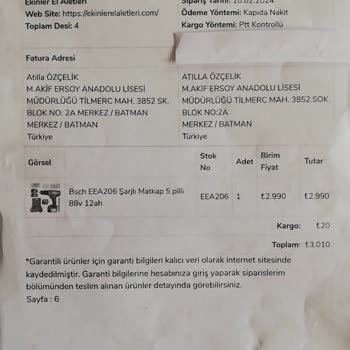 Ekinler El Aletleri
Web Site: https://ekinlerelaletleri.com/
Toplam Desi: 4
Sipariş Tarihi: 10.02.2024
Ödeme Yöntemi: Kapıda Nakit
Kargo Yöntemi: Ptt Kontrollü
Fatura Adresi
Atilla ÖZÇELİK
M.AKİF ERSOY ANADOLU LİSESİ
MÜDÜRLÜĞÜ TİLMERC MAH. 3852 SK.
BLOK NO: 2A MERKEZ / BATMAN
MERKEZ / BATMAN
Türkiye
ATILLA ÖZÇELİK
M.AKİF ERSOY ANADOLU LİSESİ
MÜDÜRLÜĞÜ TİLMERC MAH. 3852.SOK.
BLOK NO:2A
MERKEZ / BATMAN
Türkiye
Görsel
Stok No
Adet
Birim Fiyat
Tutar
Bsch EEA206 Şarjlı Matkap 5 pilli
88v 12ah
EEA206
1
₺2.990
₺2.990
Kargo: ₺20
Toplam: ₺3.010
*Garantili ürünler için garanti bilgileri kalıcı veri olarak internet sitesinde
kaydedilmiştir. Garanti bilgilerine hesabınıza giriş yaparak siparislerim
bölümünden teslim alınan ürünler detayında görebilirsiniz.
Sayfa : 6